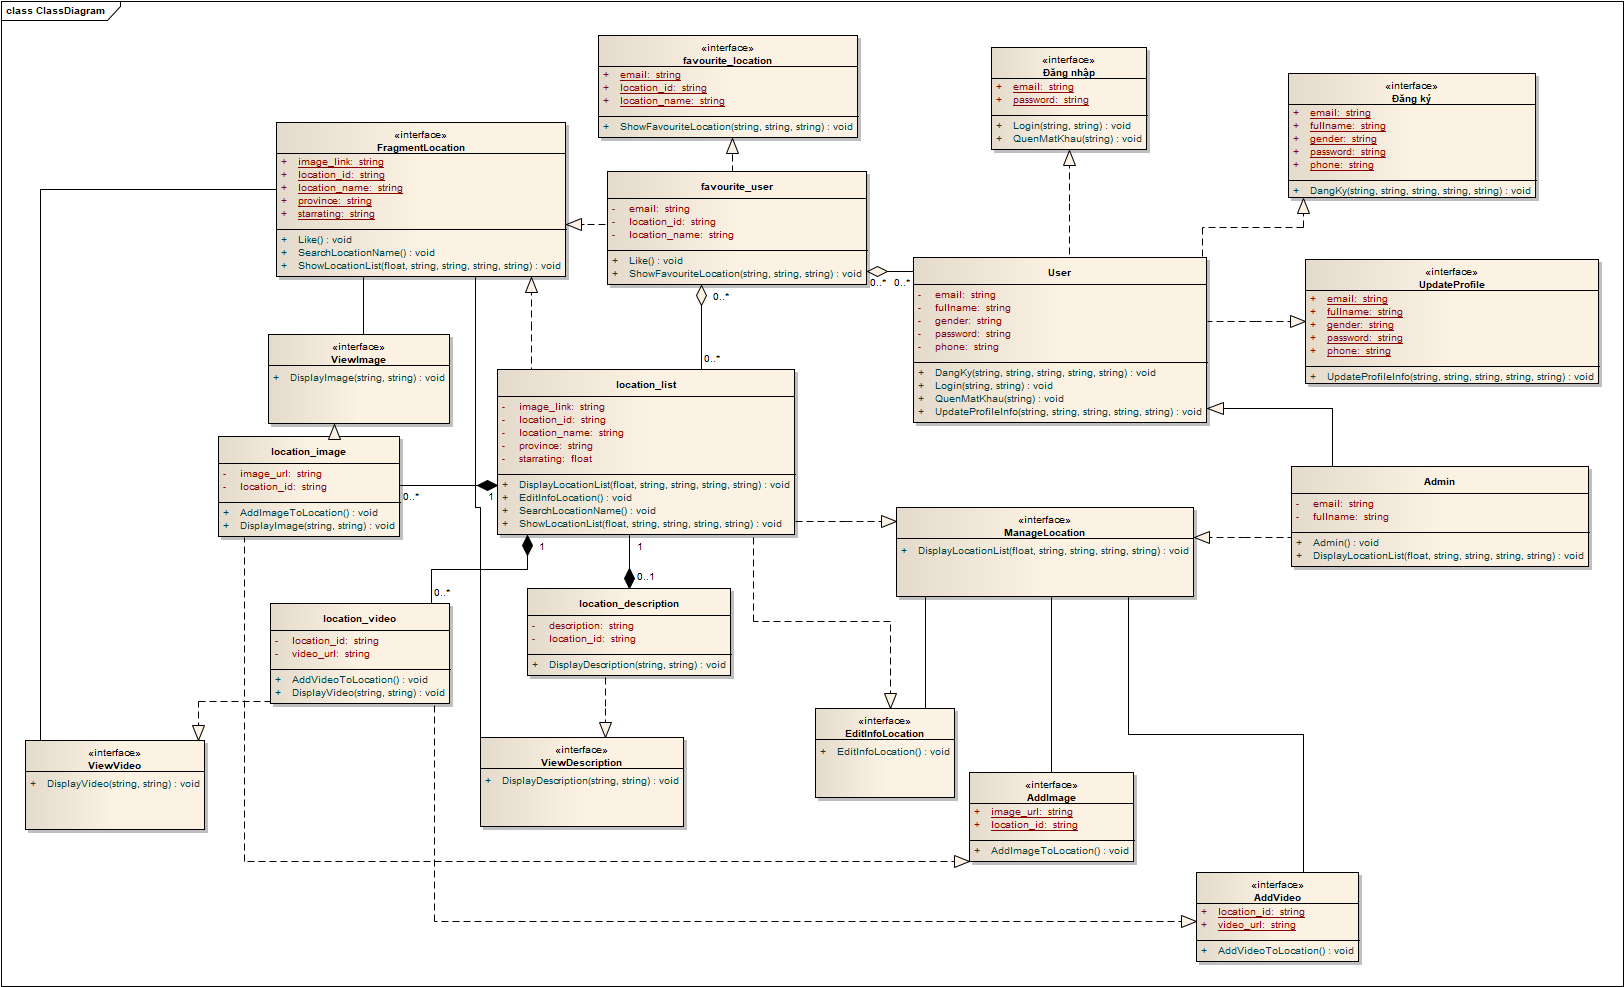 class ClassDiagram
«interface»
favourite_location
+ email: string
+ location_id: string
+ location_name: string
+ ShowFavouriteLocation(string, string, string) : void
«interface»
Đăng nhập
+ email: string
+ password: string
+ Login(string, string) : void
+ QuenMatKhau(string) : void
«interface»
Đăng ký
+ email: string
+ fullname: string
+ gender: string
+ password: string
+ phone: string
+ DangKy(string, string, string, string, string) : void
«interface»
FragmentLocation
+ image_link: string
+ location_id: string
+ location_name: string
+ province: string
+ starrating: string
+ Like() : void
+ SearchLocationName() : void
+ ShowLocationList(float, string, string, string, string) : void
favourite_user
- email: string
- location_id: string
- location_name: string
+ Like() : void
+ ShowFavouriteLocation(string, string, string) : void
0..* 0..*
0..*
0..*
User
- email: string
- fullname: string
- gender: string
- password: string
- phone: string
+ DangKy(string, string, string, string, string) : void
+ Login(string, string) : void
+ QuenMatKhau(string) : void
+ UpdateProfileInfo(string, string, string, string, string) : void
«interface»
UpdateProfile
+ email: string
+ fullname: string
+ gender: string
+ password: string
+ phone: string
+ UpdateProfileInfo(string, string, string, string, string) : void
«interface»
ViewImage
+ DisplayImage(string, string) : void
location_list
- image_link: string
- location_id: string
- location_name: string
- province: string
- starrating: float
+ DisplayLocationList(float, string, string, string, string) : void
+ EditInfoLocation() : void
+ SearchLocationName() : void
+ ShowLocationList(float, string, string, string, string) : void
location_image
- image_url: string
- location_id: string
+ AddImageToLocation() : void
+ DisplayImage(string, string) : void
0..* 1
Admin
- email: string
- fullname: string
+ Admin() : void
+ DisplayLocationList(float, string, string, string, string) : void
«interface»
ManageLocation
+ DisplayLocationList(float, string, string, string, string) : void
1 1
0..1
0..*
location_video
- location_id: string
- video_url: string
+ AddVideoToLocation() : void
+ DisplayVideo(string, string) : void
location_description
- description: string
- location_id: string
+ DisplayDescription(string, string) : void
«interface»
ViewVideo
+ DisplayVideo(string, string) : void
«interface»
ViewDescription
+ DisplayDescription(string, string) : void
«interface»
EditInfoLocation
+ EditInfoLocation() : void
«interface»
AddImage
+ image_url: string
+ location_id: string
+ AddImageToLocation() : void
«interface»
AddVideo
+ location_id: string
+ video_url: string
+ AddVideoToLocation() : void